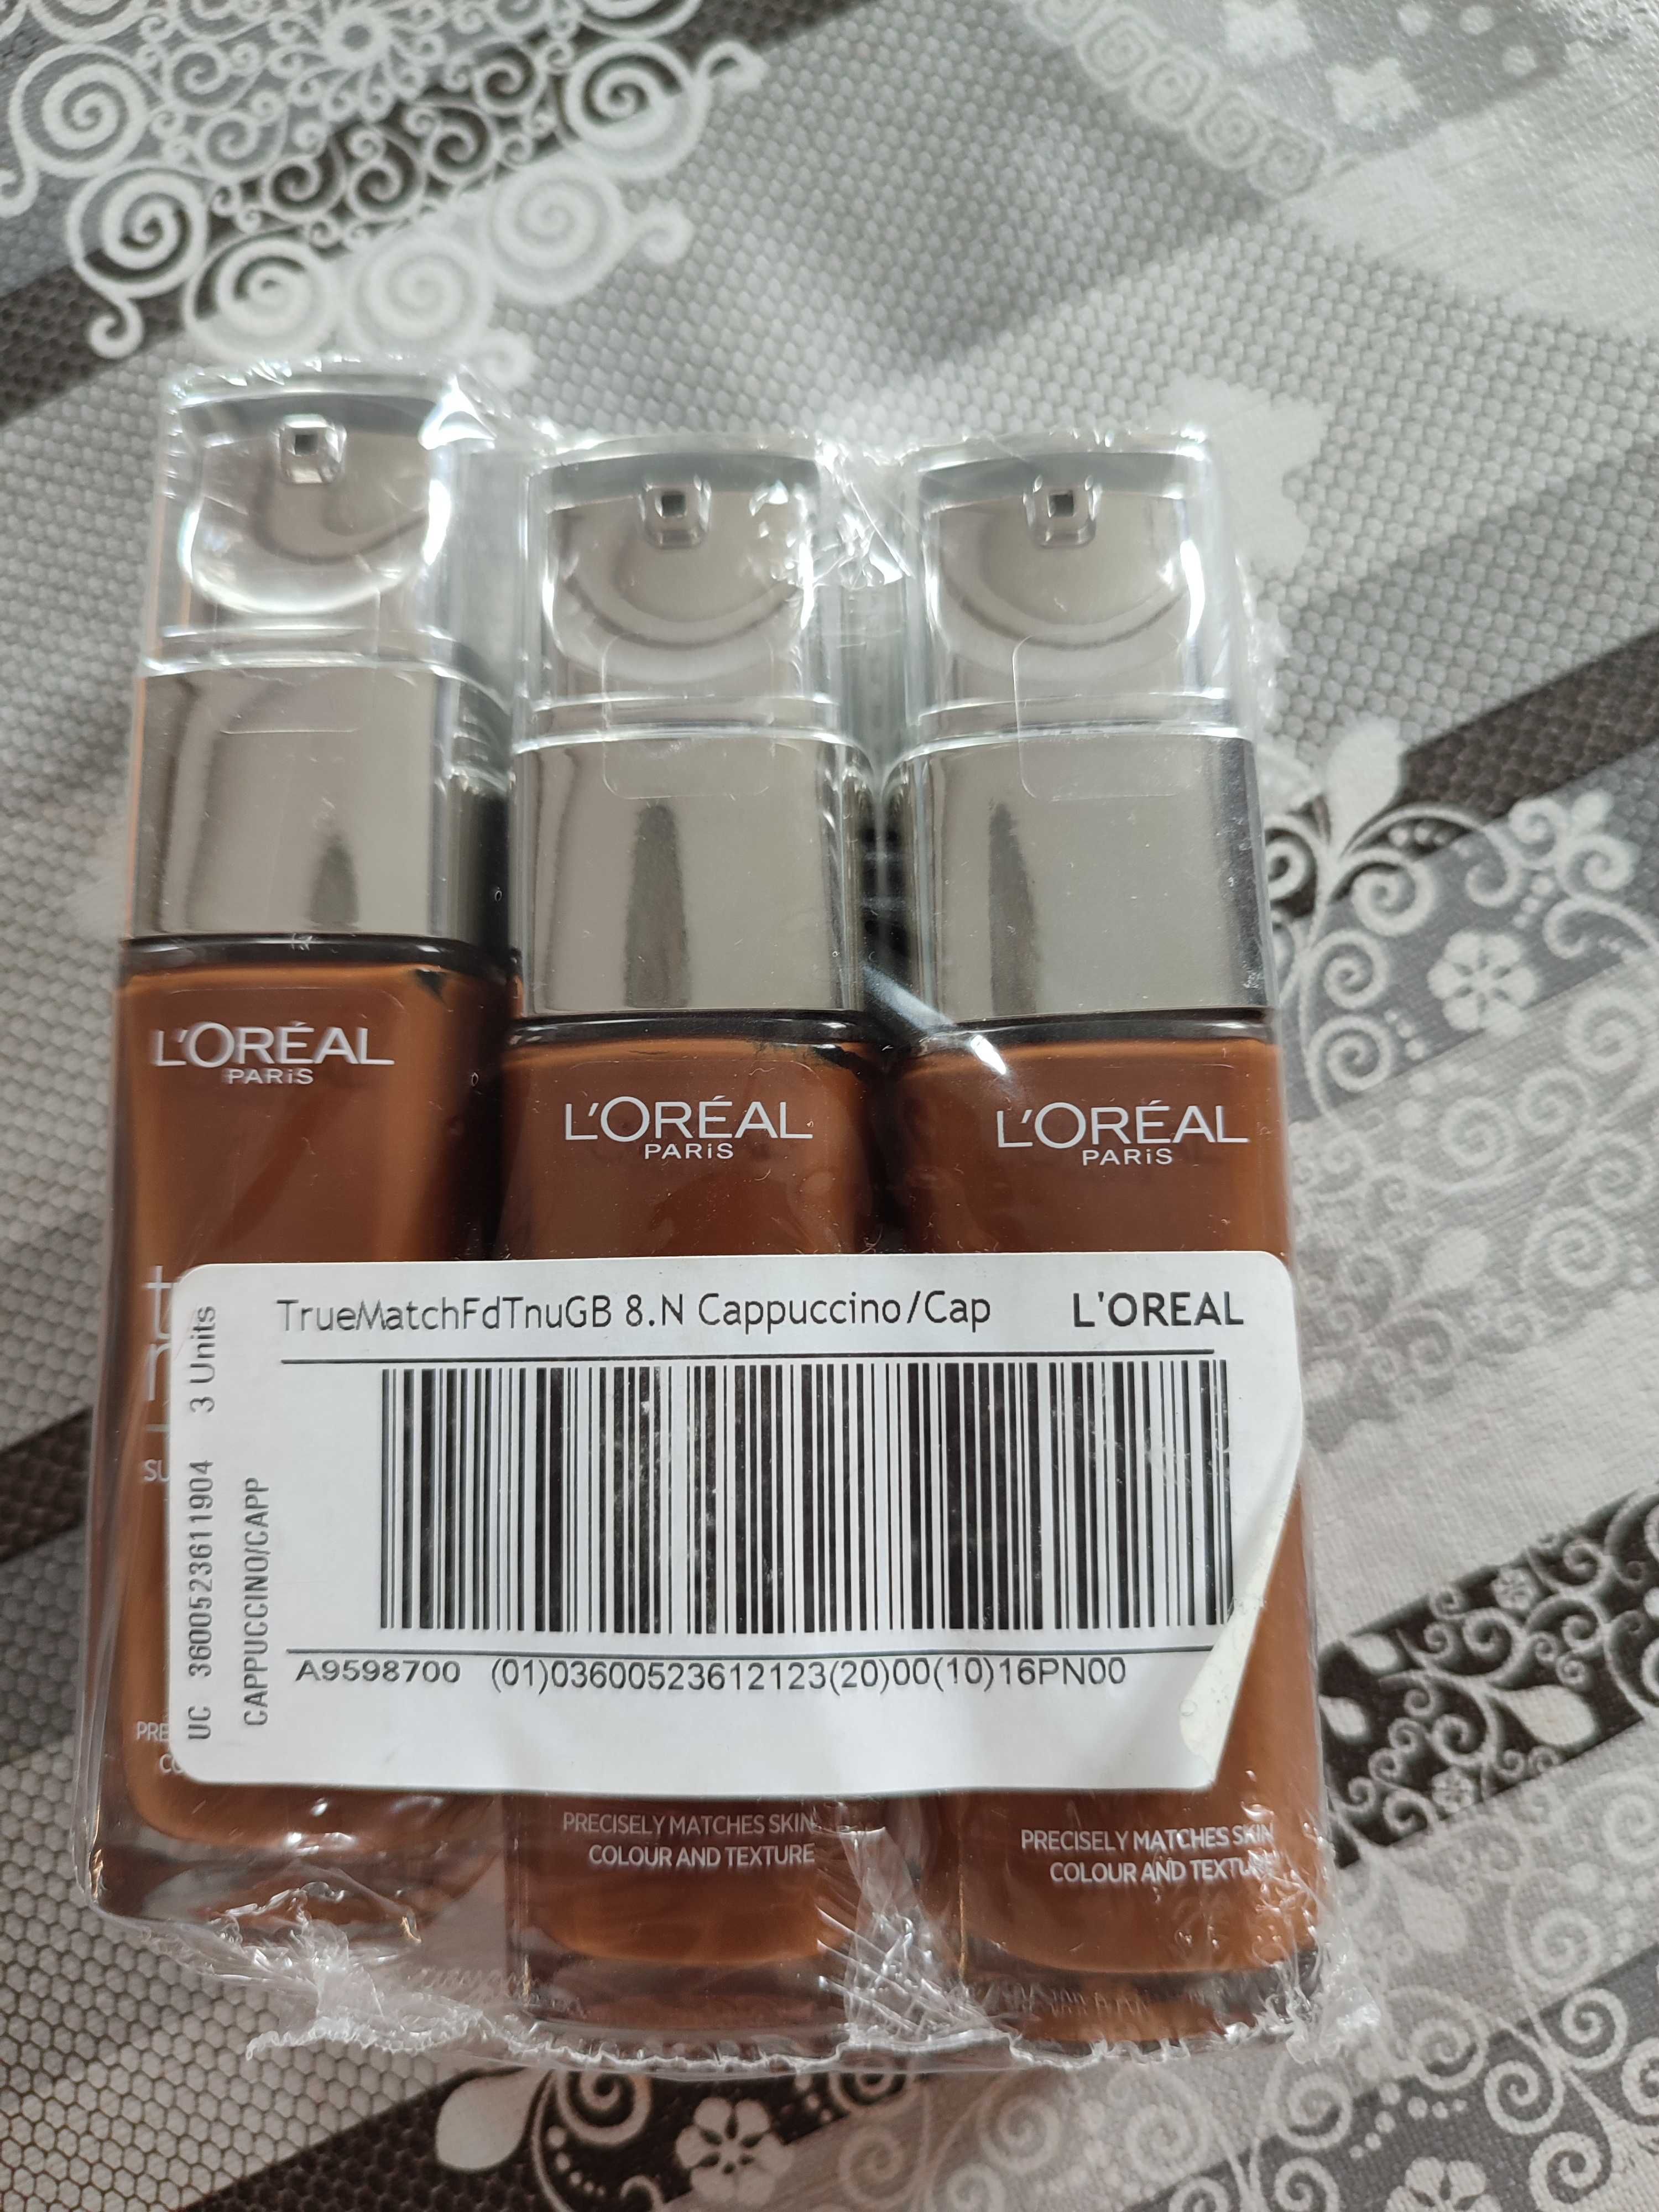 L'ORÉAL
PARiS
L'ORÉAL
PARiS
L'ORÉAL
PARiS
TrueMatchFdTnuGB 8.N Cappuccino/Cap L'OREAL
UC 3600523611904 3 Units
CAPPUCCINO/CAPP
A9598700 (01)03600523612123(20)00(10)16PN00
PRECISELY MATCHES SKIN
COLOUR AND TEXTURE
PRECISELY MATCHES SKIN
COLOUR AND TEXTURE